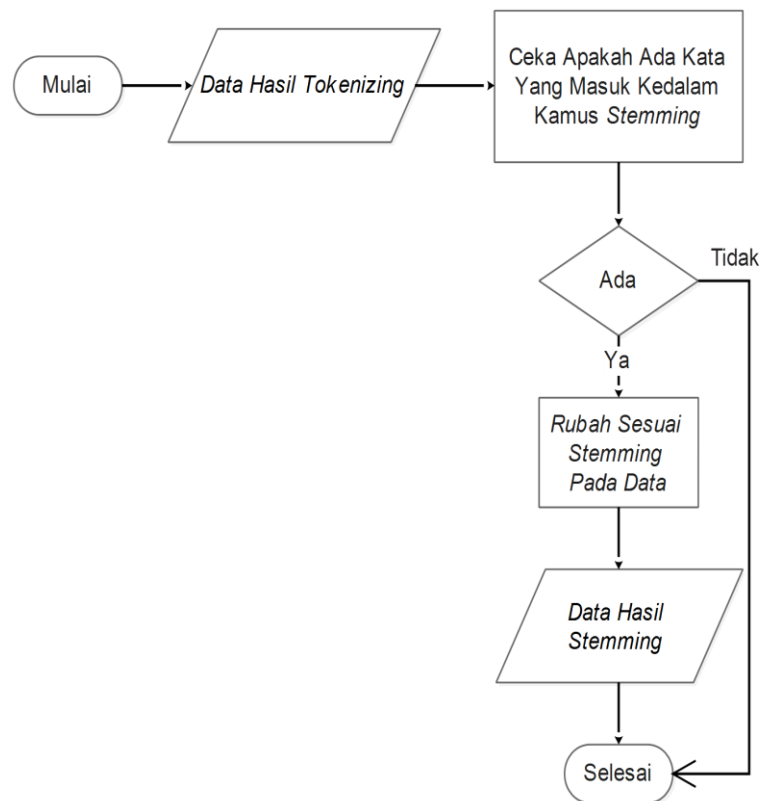 Mulai
Data Hasil Tokenizing
Ceka Apakah Ada Kata
Yang Masuk Kedalam
Kamus Stemming
Ada
Tidak
Ya
Rubah Sesuai
Stemming
Pada Data
Data Hasil
Stemming
Selesai